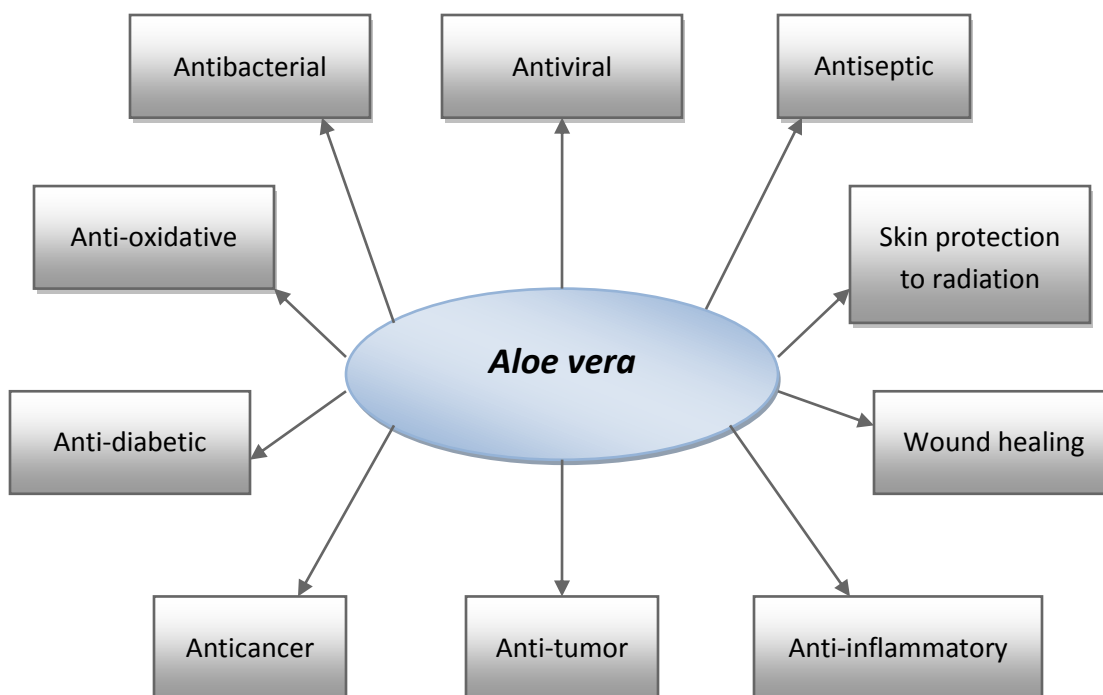 Antibacterial
Antiviral
Antiseptic
Anti-oxidative
Skin protection
to radiation
Aloe vera
Anti-diabetic
Wound healing
Anticancer
Anti-tumor
Anti-inflammatory